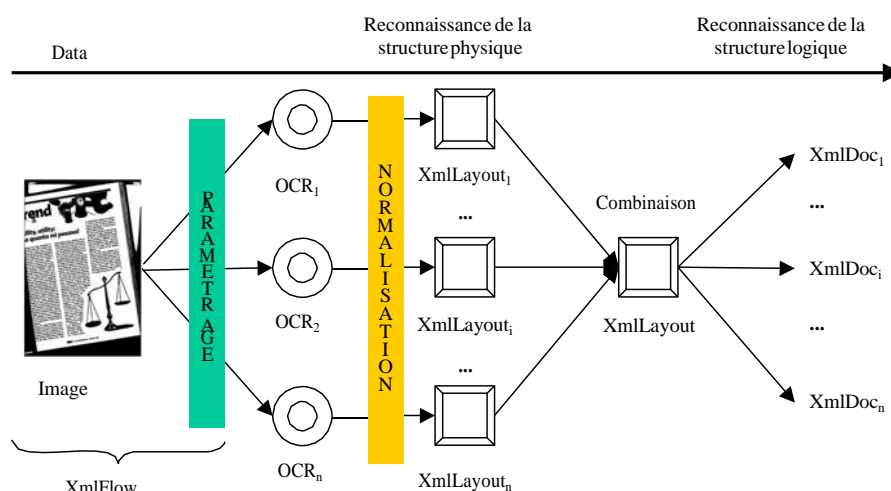 Data
Reconnaissance de la
structure physique
Reconnaissance de la
structure logique
PARAMETRAGE
NORMALISATION
OCR₁
OCR₂
OCRₙ
XmlLayout₁
...
XmlLayoutᵢ
...
XmlLayoutₙ
Combinaison
XmlLayout
XmlDoc₁
...
XmlDocᵢ
...
XmlDocₙ
rend
Image
XmlFlow